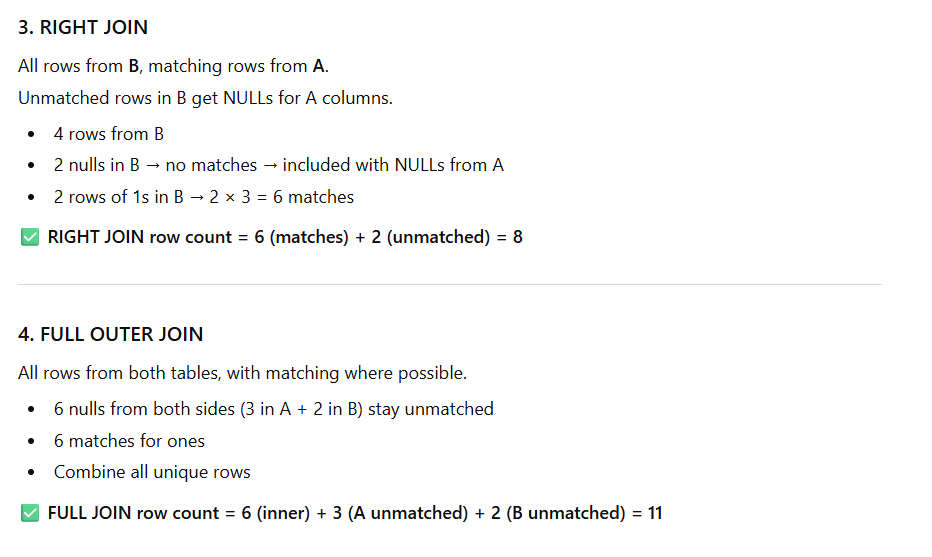 3. RIGHT JOIN
All rows from B, matching rows from A.
Unmatched rows in B get NULLs for A columns.
• 4 rows from B
• 2 nulls in B → no matches → included with NULLs from A
• 2 rows of 1s in B → 2 × 3 = 6 matches
✅ RIGHT JOIN row count = 6 (matches) + 2 (unmatched) = 8
4. FULL OUTER JOIN
All rows from both tables, with matching where possible.
• 6 nulls from both sides (3 in A + 2 in B) stay unmatched
• 6 matches for ones
• Combine all unique rows
✅ FULL JOIN row count = 6 (inner) + 3 (A unmatched) + 2 (B unmatched) = 11